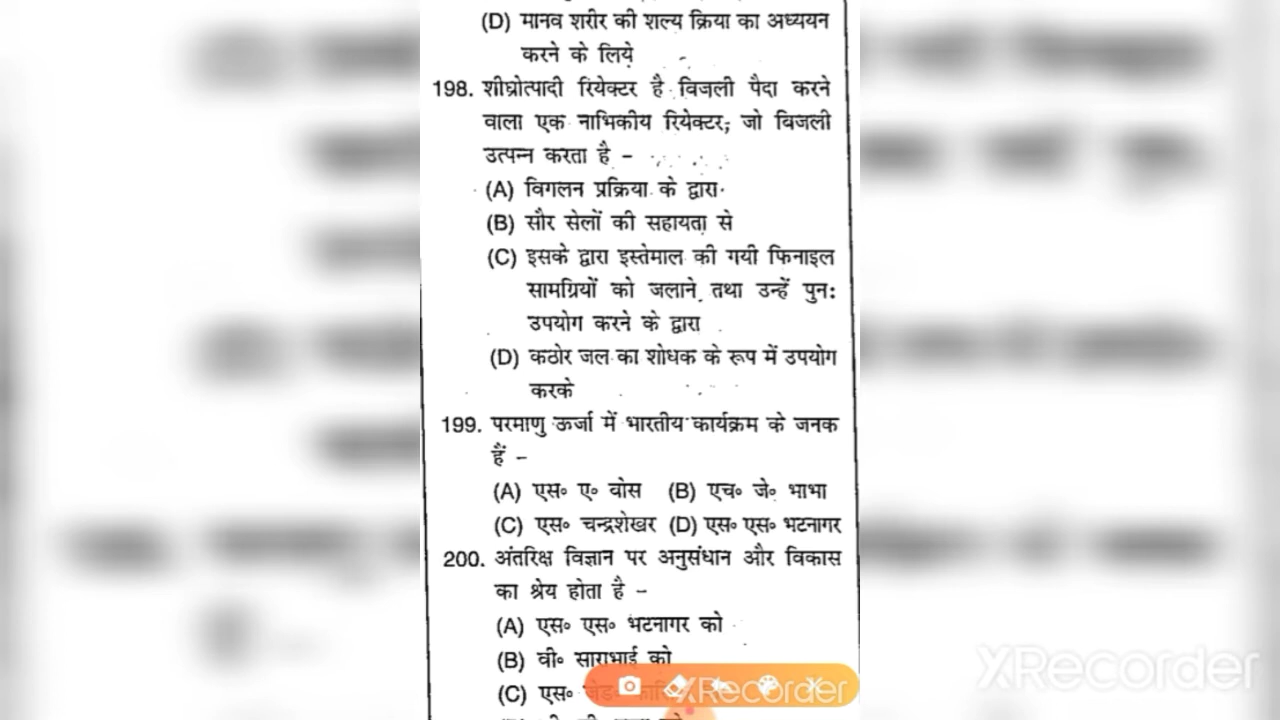 (D) मानव शरीर की शल्य क्रिया का अध्ययन
करने के लिये
198. शीघ्रोत्पादी रियेक्टर है विजली पैदा करने
वाला एक नाभिकीय रियेक्टर; जो बिजली
उत्पन्न करता है –
(A) विगलन प्रक्रिया के द्वारा
(B) सौर सेलों की सहायता से
(C) इसके द्वारा इस्तेमाल की गयी फिनाइल
सामग्रियों को जलाने तथा उन्हें पुन:
उपयोग करने के द्वारा
(D) कठोर जल का शोधक के रूप में उपयोग
करके
199. परमाणु ऊर्जा में भारतीय कार्यक्रम के जनक
हैं –
(A) एस॰ ए॰ वोस (B) एच॰ जे॰ भाभा
(C) एस॰ चन्द्रशेखर (D) एस॰ एस॰ भटनागर
200. अंतरिक्ष विज्ञान पर अनुसंधान और विकास
का श्रेय होता है –
(A) एस॰ एस॰ भटनागर को
(B) वी॰ साराभाई को
(C) एस॰
XRecorder
XRecorder